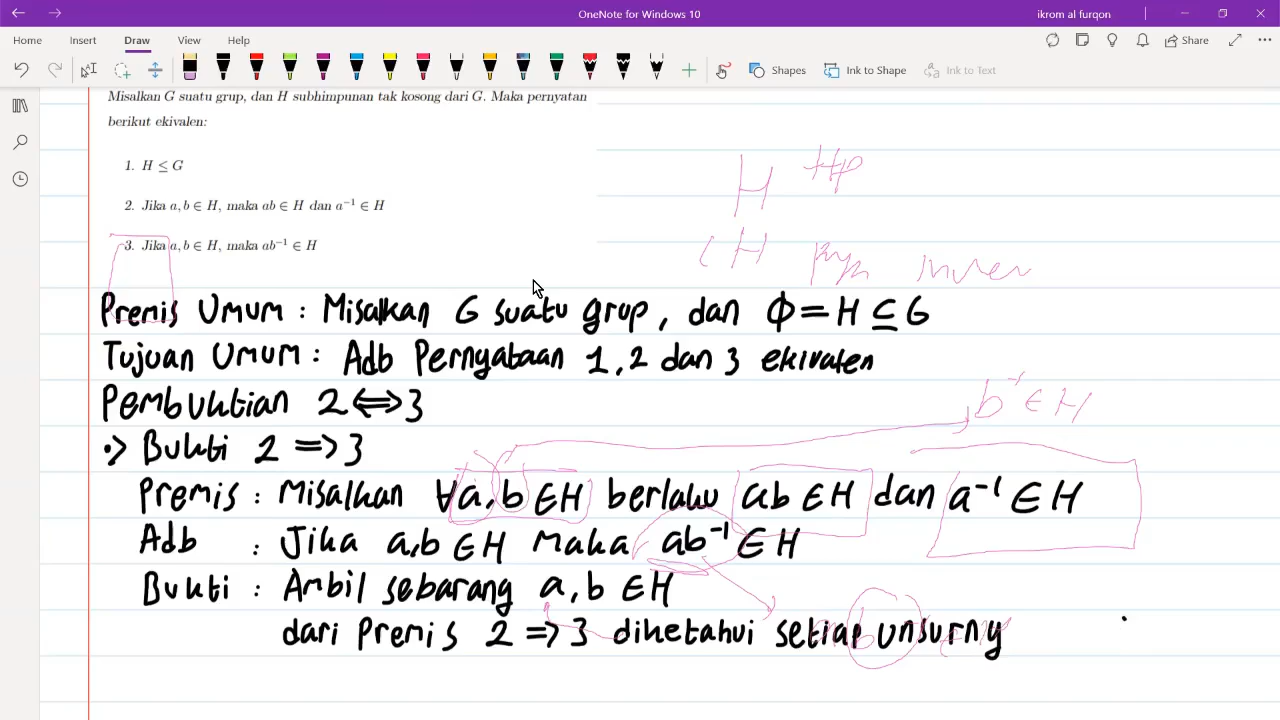 OneNote for Windows 10
ikrom al furqon
Home Insert Draw View Help
Share
Shapes Ink to Shape Ink to Text
Misalkan G suatu grup, dan H subhimpunan tak kosong dari G. Maka pernyatan
berikut ekivalen:
1. H ≤ G
2. Jika a, b ∈ H, maka ab ∈ H dan a⁻¹ ∈ H
3. Jika a, b ∈ H, maka ab⁻¹ ∈ H
H Hp
H
Premis Umum : Misalkan G suatu grup, dan ϕ = H ⊆ G
Tujuan Umum : Adb Pernyataan 1, 2 dan 3 ekivalen
b⁻¹ ∈ H
Pembuktian 2 ⟺ 3
•> Bukti 2 ⟹ 3
Premis : Misalkan ∀a, b ∈ H berlaku ab ∈ H dan a⁻¹ ∈ H
Adb : Jika a, b ∈ H maka ab⁻¹ ∈ H
Bukti : Ambil sebarang a, b ∈ H
dari Premis 2 ⟹ 3 diketahui setiap unsurny